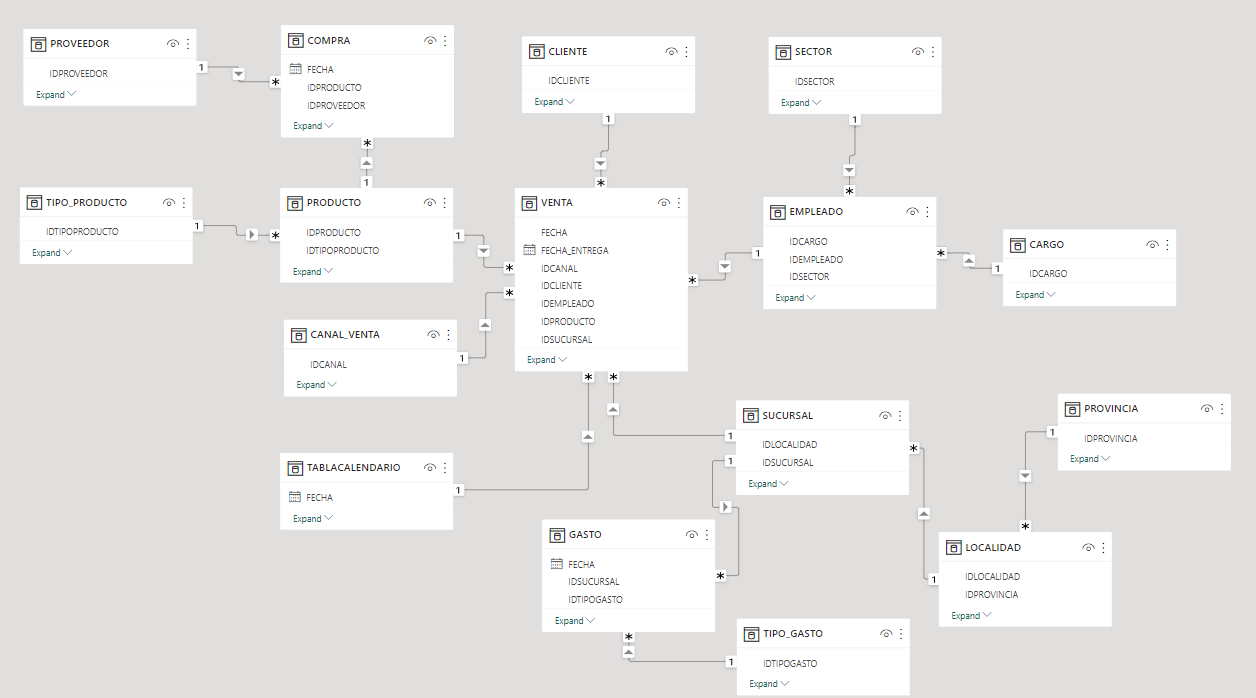 PROVEEDOR
1
IDPROVEEDOR
Expand
*
COMPRA
FECHA
IDPRODUCTO
IDPROVEEDOR
Expand
*
1
CLIENTE
IDCLIENTE
Expand
1
*
SECTOR
IDSECTOR
Expand
1
*
TIPO_PRODUCTO
IDTIPOPRODUCTO
Expand
1
*
PRODUCTO
IDPRODUCTO
IDTIPOPRODUCTO
Expand
1
*
VENTA
FECHA
FECHA_ENTREGA
IDCANAL
IDCLIENTE
IDEMPLEADO
IDPRODUCTO
IDSUCURSAL
Expand
*
1
EMPLEADO
IDCARGO
IDEMPLEADO
IDSECTOR
Expand
*
1
CARGO
IDCARGO
Expand
CANAL_VENTA
IDCANAL
Expand
1
*
*
*
TABLACALENDARIO
FECHA
Expand
1
SUCURSAL
IDLOCALIDAD
IDSUCURSAL
Expand
1
1
*
PROVINCIA
IDPROVINCIA
Expand
1
*
GASTO
FECHA
IDSUCURSAL
IDTIPOGASTO
Expand
*
*
LOCALIDAD
IDLOCALIDAD
IDPROVINCIA
Expand
1
TIPO_GASTO
IDTIPOGASTO
Expand
1